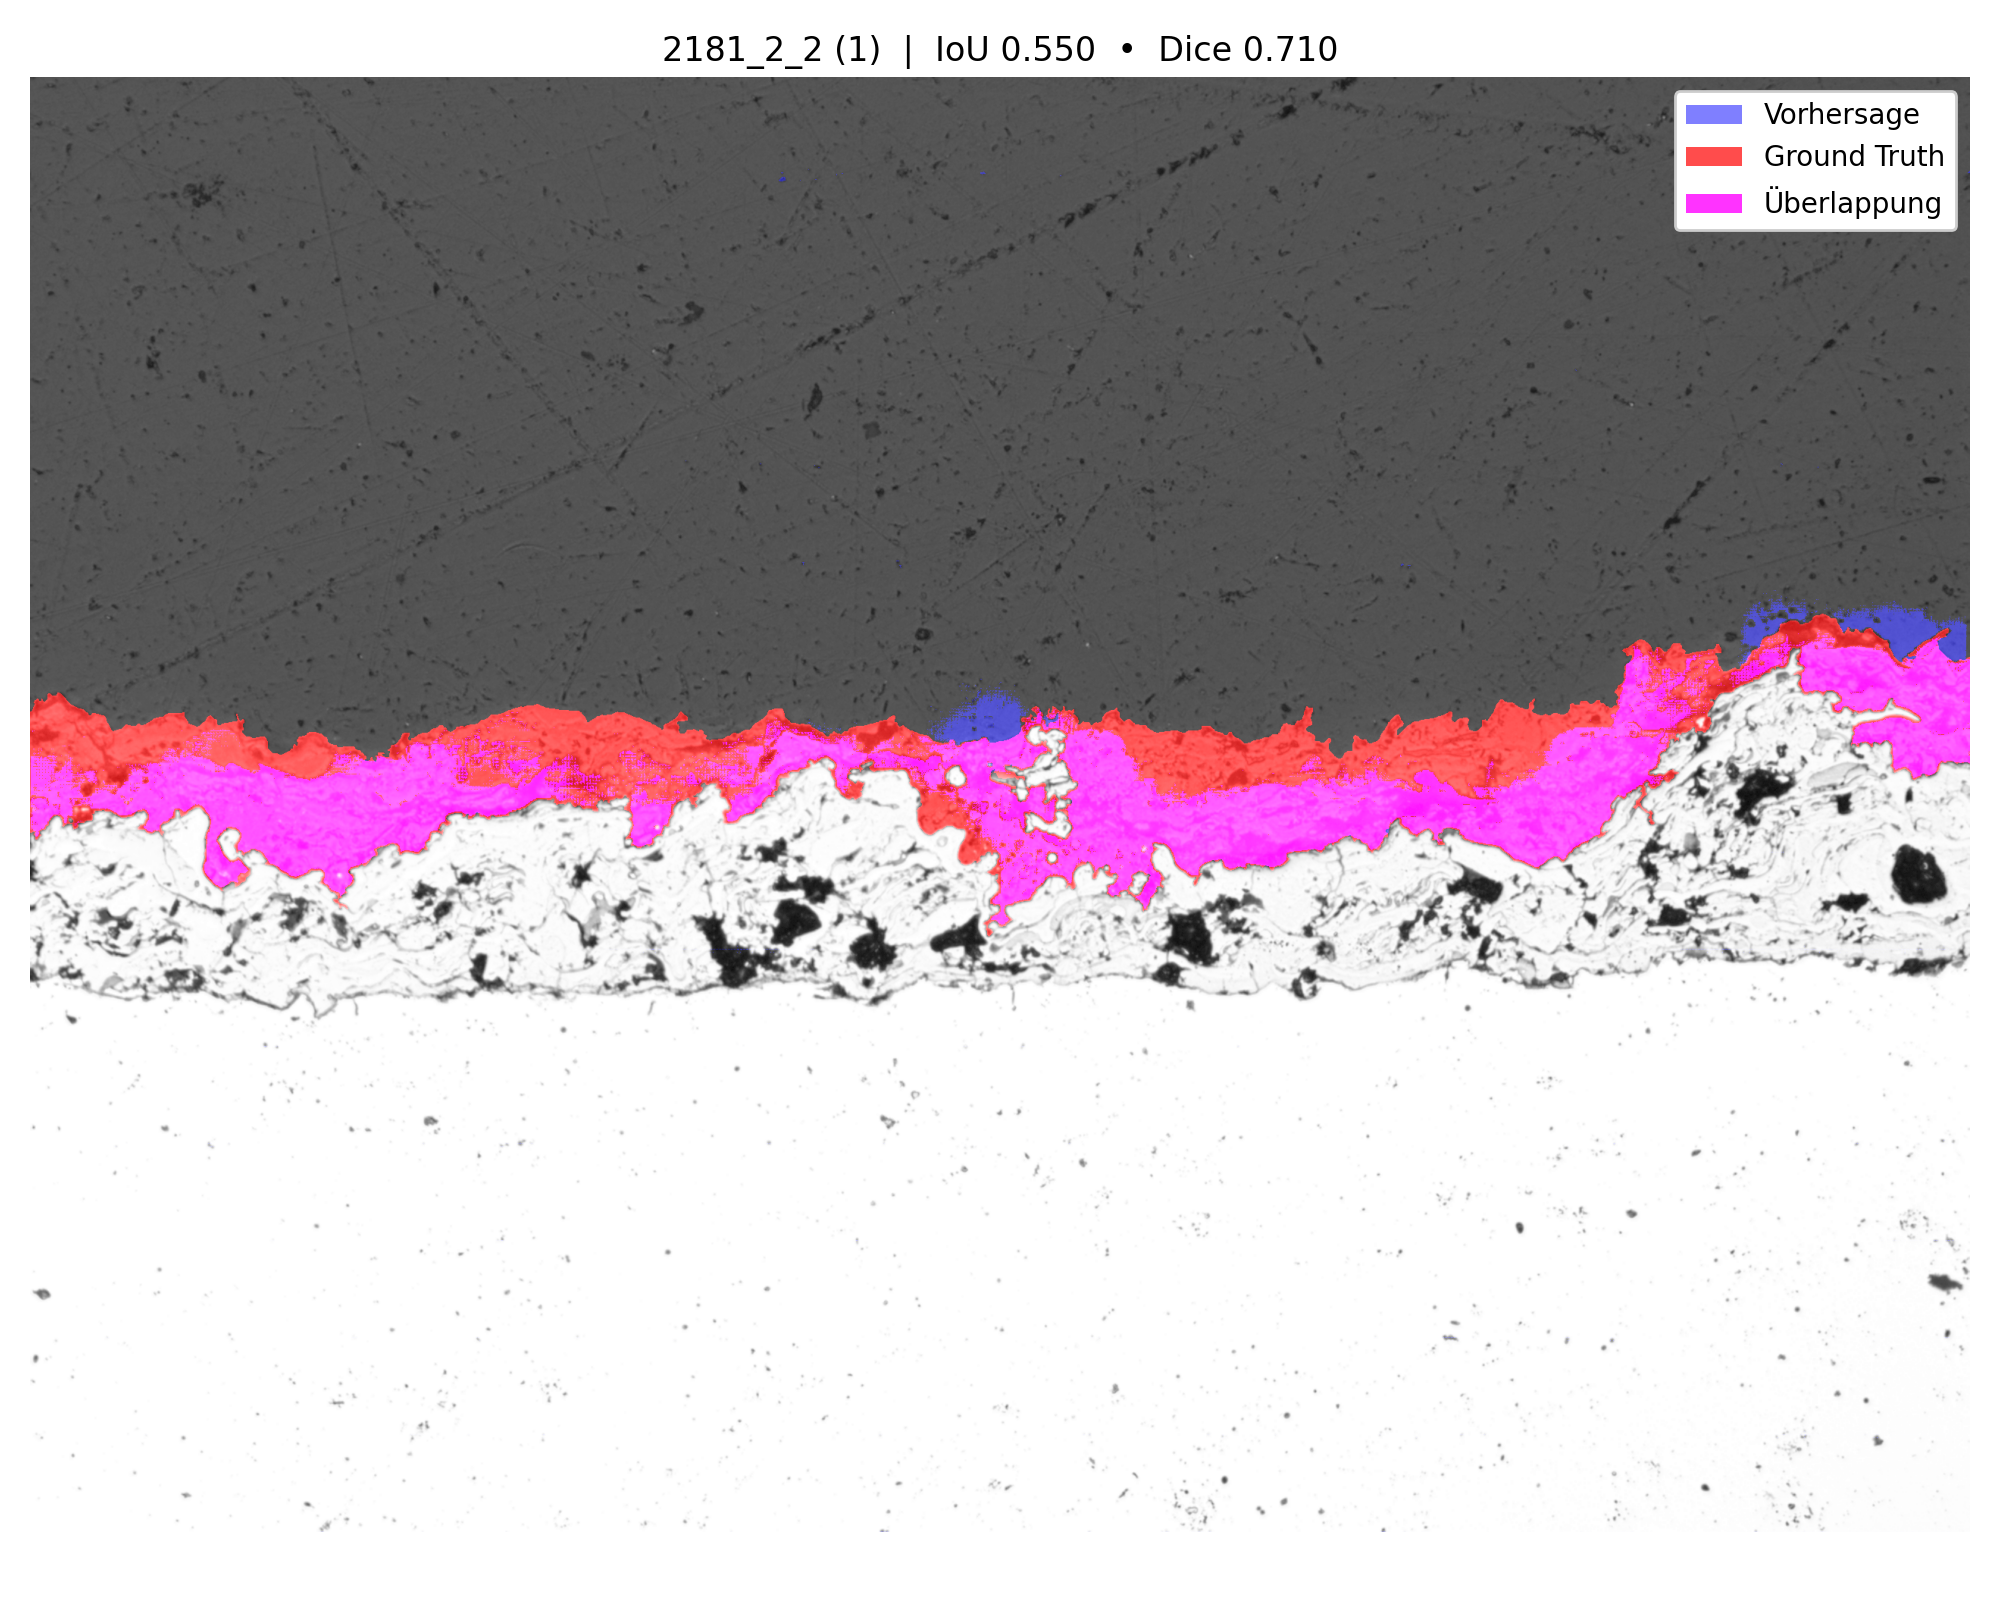 2181_2_2 (1) | IoU 0.550 • Dice 0.710
Vorhersage
Ground Truth
Überlappung